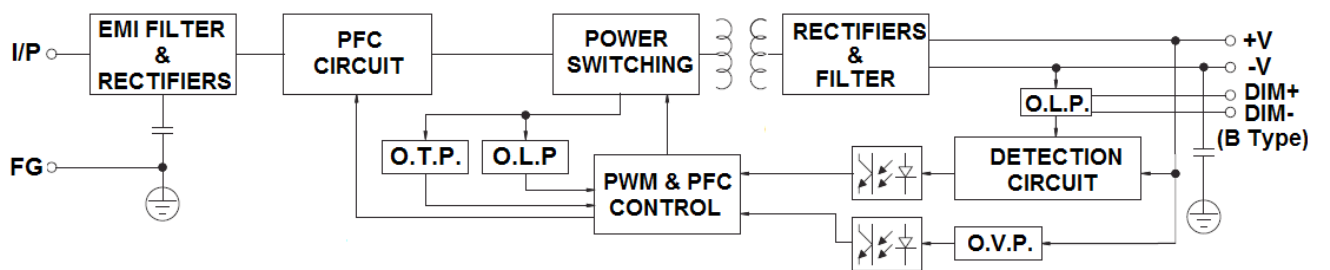 I/P
EMI FILTER
&
RECTIFIERS
PFC
CIRCUIT
POWER
SWITCHING
RECTIFIERS
&
FILTER
+V
-V
DIM+
DIM-
(B Type)
O.L.P.
O.T.P.
O.L.P
FG
PWM & PFC
CONTROL
DETECTION
CIRCUIT
O.V.P.